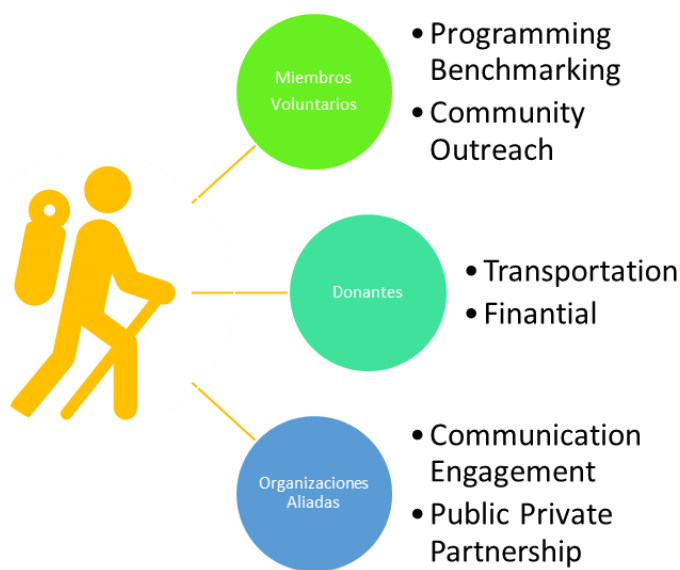 Miembros
Voluntarios
• Programming
Benchmarking
• Community
Outreach
Donantes
• Transportation
• Finantial
Organizaciones
Aliadas
• Communication
Engagement
• Public Private
Partnership